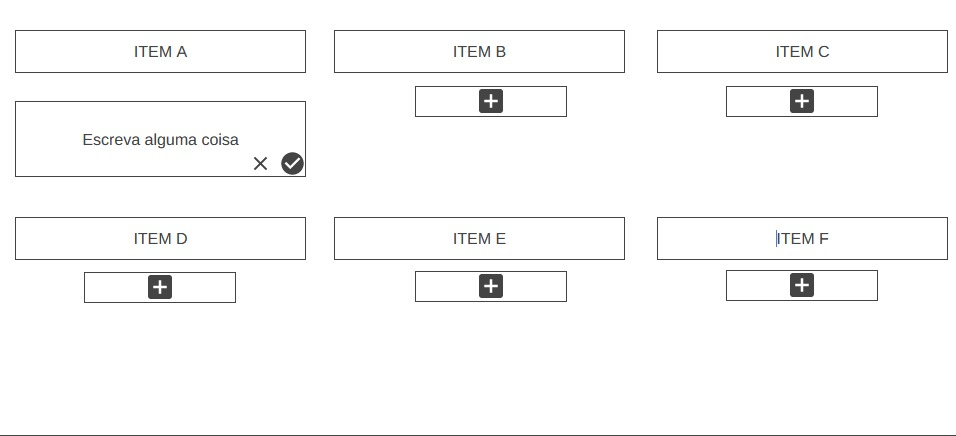 ITEM A
ITEM B
ITEM C
Escreva alguma coisa
ITEM D
ITEM E
ITEM F